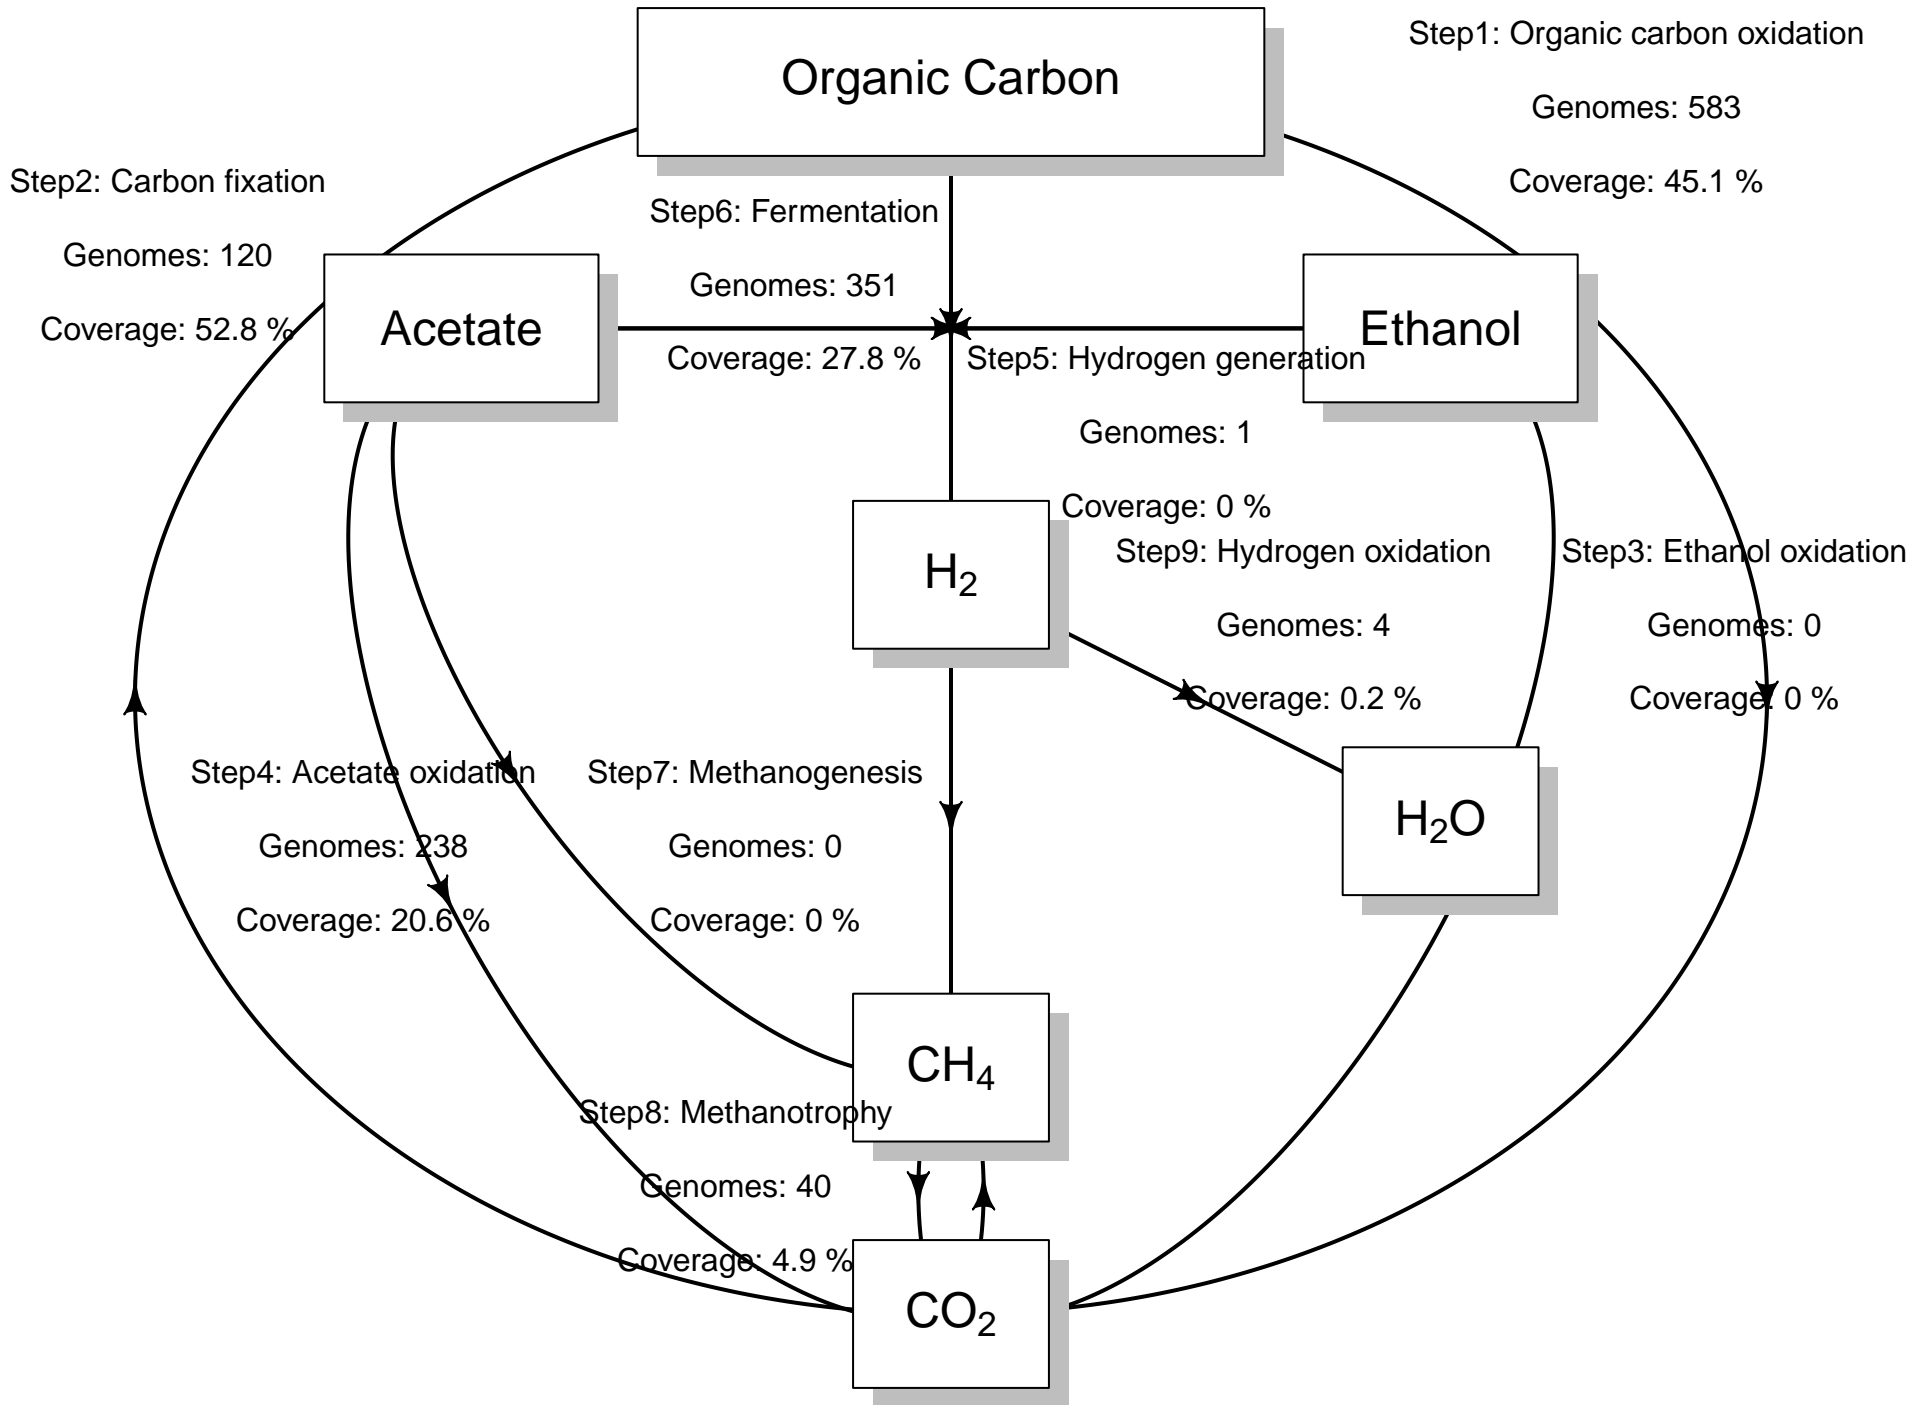 Organic Carbon
Step1: Organic carbon oxidation
Genomes: 583
Coverage: 45.1 %
Step2: Carbon fixation
Genomes: 120
Coverage: 52.8 %
Step6: Fermentation
Genomes: 351
Coverage: 27.8 %
Acetate
Ethanol
Step5: Hydrogen generation
Genomes: 1
Coverage: 0 %
H₂
Step9: Hydrogen oxidation
Genomes: 4
Coverage: 0.2 %
Step3: Ethanol oxidation
Genomes: 0
Coverage: 0 %
Step4: Acetate oxidation
Genomes: 238
Coverage: 20.6 %
Step7: Methanogenesis
Genomes: 0
Coverage: 0 %
H₂O
CH₄
Step8: Methanotrophy
Genomes: 40
Coverage: 4.9 %
CO₂